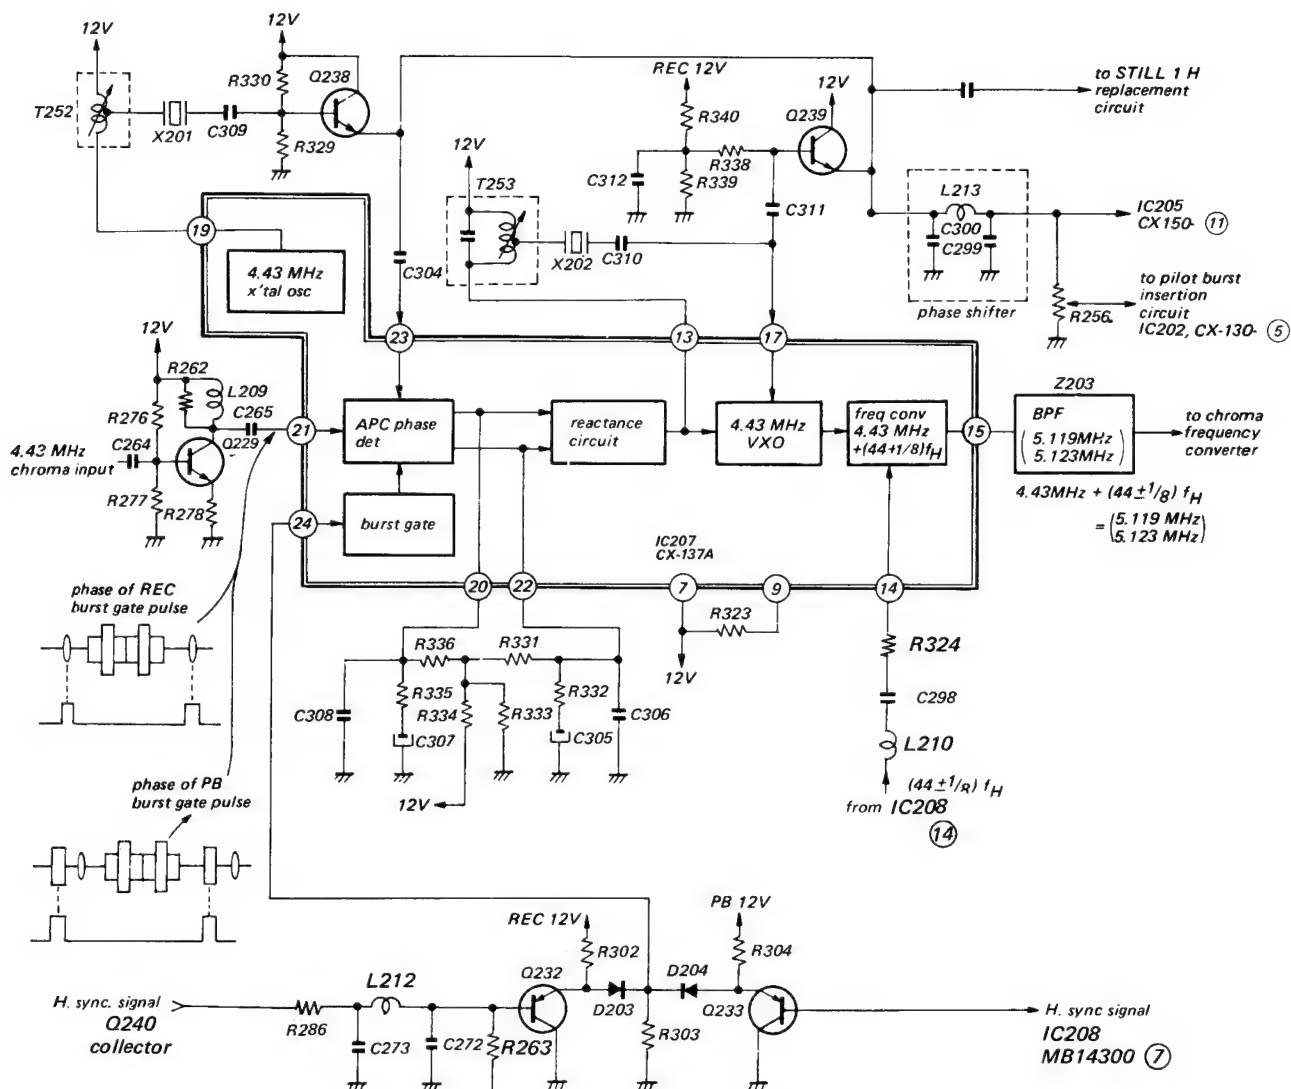 12V
T252
X201
C309
12V
R330
Q238
R329
REC 12V
R340
Q239
12V
C312
R338
R339
C311
to STILL 1 H
replacement
circuit
12V
T253
X202
C310
C304
L213
C300
C299
phase shifter
IC205
CX150- 11
to pilot burst
insertion
circuit
IC202, CX-130- 5
R256
19
4.43 MHz
x'tal osc
23
13
17
12V
R262
L209
R276
C265
Q229
C264
4.43 MHz
chroma input
R277
R278
21
APC phase
det
reactance
circuit
4.43 MHz
VXO
freq conv
4.43 MHz
+(44+1/8)fH
15
Z203
BPF
(5.119MHz
5.123MHz)
to chroma
frequency
converter
4.43MHz + (44±1/8) fH
= (5.119 MHz
5.123 MHz)
24
burst gate
IC207
CX-137A
20
22
7
9
14
R323
12V
phase of REC
burst gate pulse
R336
R331
R335
R334
R333
R332
C308
C307
C305
C306
12V
R324
C298
L210
(44±1/8) fH
from IC208
14
phase of PB
burst gate pulse
REC 12V
PB 12V
R302
R304
Q232
D204
D203
Q233
R303
H. sync. signal
Q240
collector
R286
L212
C273
C272
R263
H. sync signal
IC208
MB14300 7